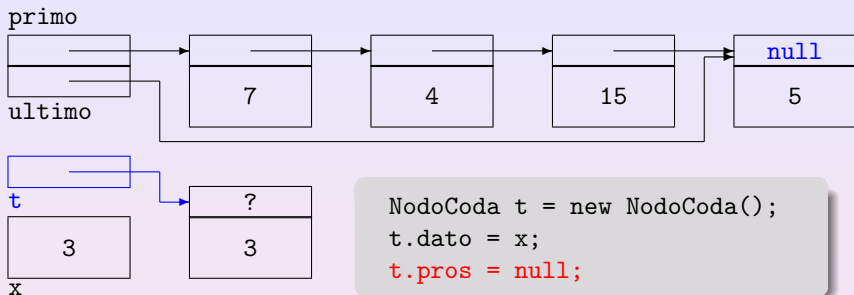 primo
null
7 4 15 5
ultimo
t
?
3 3
x
NodoCoda t = new NodoCoda();
t.dato = x;
t.pros = null;